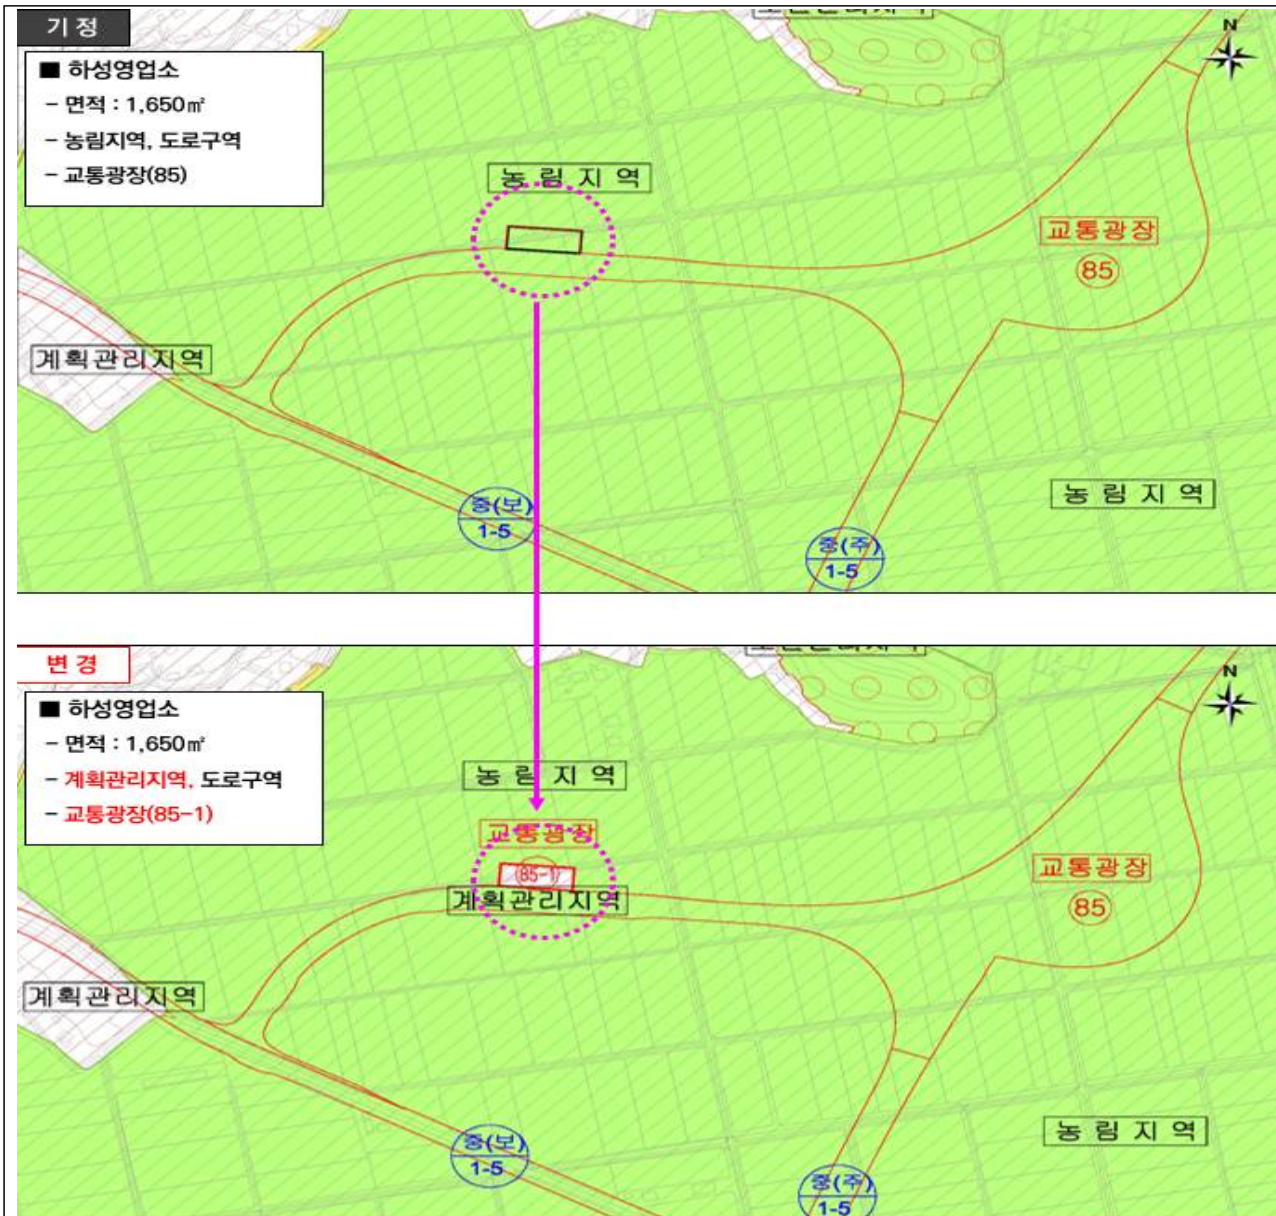 기 정
■ 하성영업소
- 면적 : 1,650㎡
- 농림지역, 도로구역
- 교통광장(85)
N
농 림 지 역
교통광장
85
계획관리지역
농 림 지 역
중(보)
1-5
중(주)
1-5
변 경
■ 하성영업소
- 면적 : 1,650㎡
- 계획관리지역, 도로구역
- 교통광장(85-1)
N
농 림 지 역
교통광장
85-1
계획관리지역
교통광장
85
계획관리지역
농 림 지 역
중(보)
1-5
중(주)
1-5